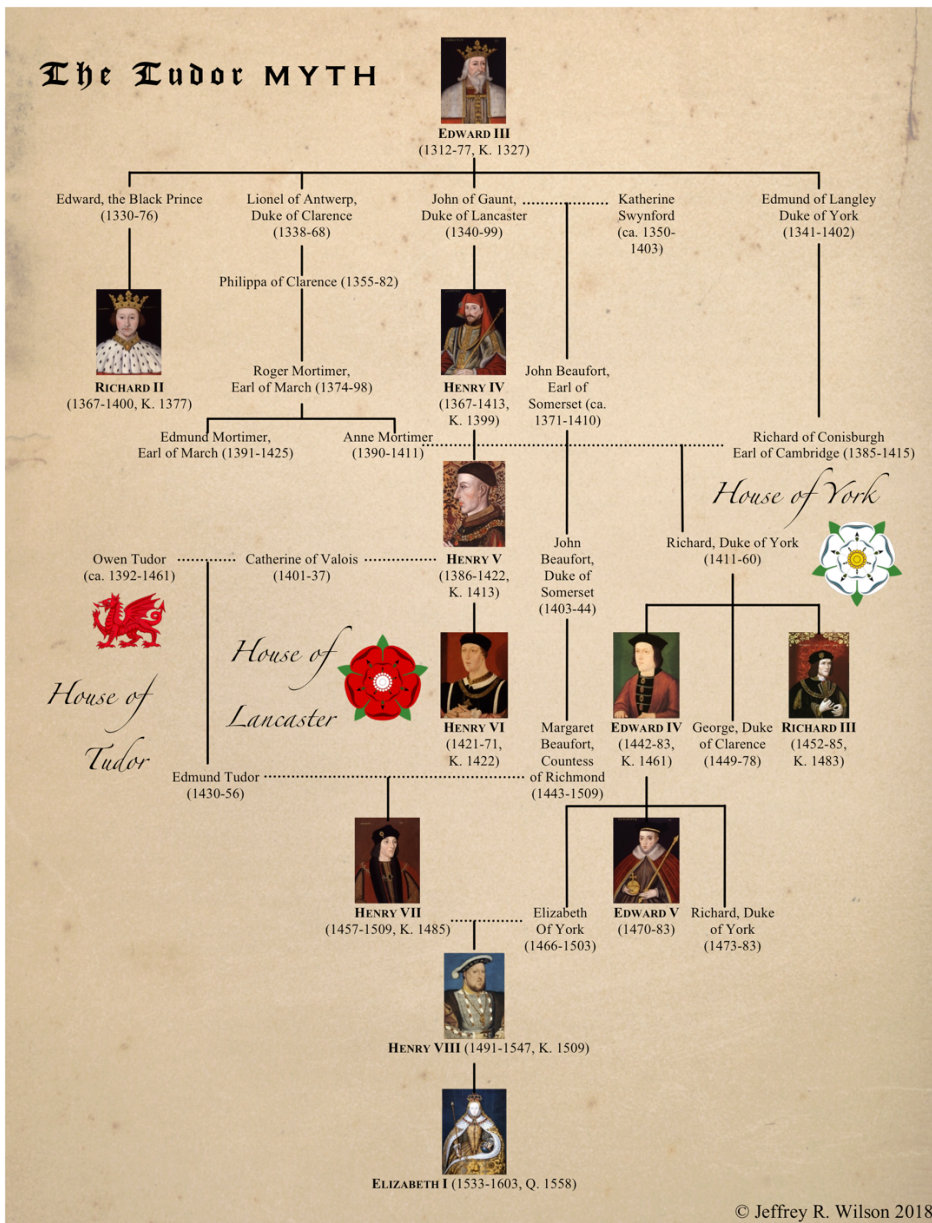 The Tudor MYTH
EDWARD III
(1312-77, K. 1327)
Edward, the Black Prince
(1330-76)
Lionel of Antwerp,
Duke of Clarence
(1338-68)
John of Gaunt,
Duke of Lancaster
(1340-99)
Katherine
Swynford
(ca. 1350-
1403)
Edmund of Langley
Duke of York
(1341-1402)
Philippa of Clarence (1355-82)
RICHARD II
(1367-1400, K. 1377)
Roger Mortimer,
Earl of March (1374-98)
HENRY IV
(1367-1413,
K. 1399)
John Beaufort,
Earl of
Somerset (ca.
1371-1410)
Edmund Mortimer,
Earl of March (1391-1425)
Anne Mortimer
(1390-1411)
Richard of Conisburgh
Earl of Cambridge (1385-1415)
House of York
Owen Tudor
(ca. 1392-1461)
Catherine of Valois
(1401-37)
HENRY V
(1386-1422,
K. 1413)
John
Beaufort,
Duke of
Somerset
(1403-44)
Richard, Duke of York
(1411-60)
House of
Tudor
House of
Lancaster
HENRY VI
(1421-71,
K. 1422)
Margaret
Beaufort,
Countess
of Richmond
(1443-1509)
EDWARD IV
(1442-83,
K. 1461)
George, Duke
of Clarence
(1449-78)
RICHARD III
(1452-85,
K. 1483)
Edmund Tudor
(1430-56)
HENRY VII
(1457-1509, K. 1485)
Elizabeth
Of York
(1466-1503)
EDWARD V
(1470-83)
Richard, Duke
of York
(1473-83)
HENRY VIII (1491-1547, K. 1509)
ELIZABETH I (1533-1603, Q. 1558)
© Jeffrey R. Wilson 2018